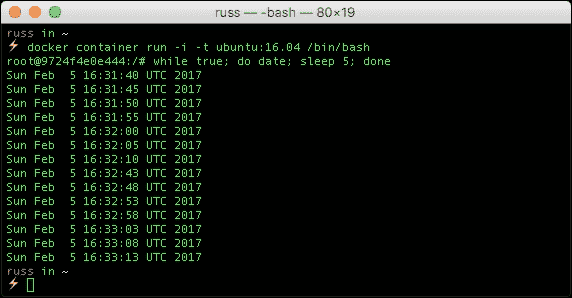 russ — -bash — 80×19
russ in ~
⚡ docker container run -i -t ubuntu:16.04 /bin/bash
root@9724f4e0e444:/# while true; do date; sleep 5; done
Sun Feb  5 16:31:40 UTC 2017
Sun Feb  5 16:31:45 UTC 2017
Sun Feb  5 16:31:50 UTC 2017
Sun Feb  5 16:31:55 UTC 2017
Sun Feb  5 16:32:00 UTC 2017
Sun Feb  5 16:32:05 UTC 2017
Sun Feb  5 16:32:10 UTC 2017
Sun Feb  5 16:32:43 UTC 2017
Sun Feb  5 16:32:48 UTC 2017
Sun Feb  5 16:32:53 UTC 2017
Sun Feb  5 16:32:58 UTC 2017
Sun Feb  5 16:33:03 UTC 2017
Sun Feb  5 16:33:08 UTC 2017
Sun Feb  5 16:33:13 UTC 2017
russ in ~
⚡